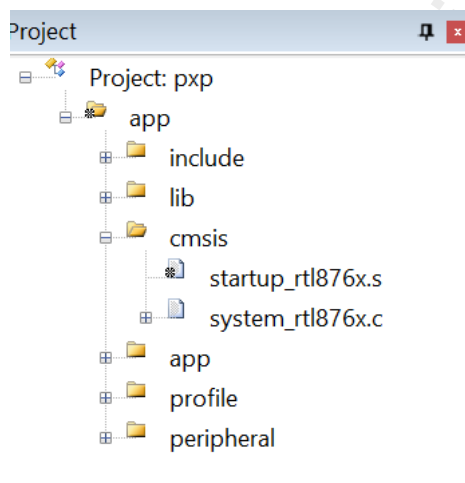 Project
Project: pxp
app
include
lib
cmsis
startup_rtl876x.s
system_rtl876x.c
app
profile
peripheral